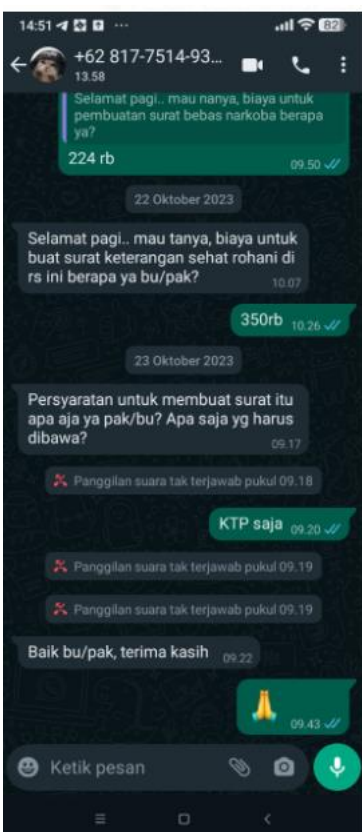 14:51
82
+62 817-7514-93...
13.58
Selamat pagi.. mau nanya, biaya untuk
pembuatan surat bebas narkoba berapa
ya?
224 rb
09.50
22 Oktober 2023
Selamat pagi.. mau tanya, biaya untuk
buat surat keterangan sehat rohani di
rs ini berapa ya bu/pak?
10.07
350rb 10.26
23 Oktober 2023
Persyaratan untuk membuat surat itu
apa aja ya pak/bu? Apa saja yg harus
dibawa?
09.17
Panggilan suara tak terjawab pukul 09.18
KTP saja 09.20
Panggilan suara tak terjawab pukul 09.19
Panggilan suara tak terjawab pukul 09.19
Baik bu/pak, terima kasih 09.22
🙏
09.43
Ketik pesan